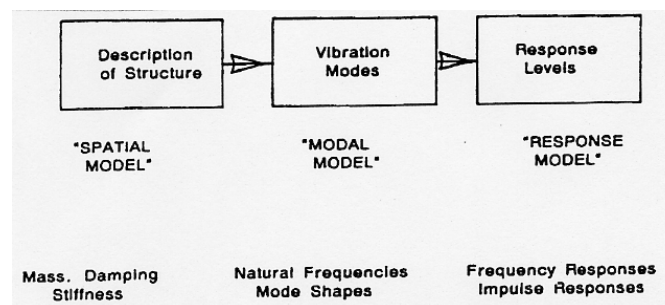 Description
of Structure
Vibration
Modes
Response
Levels
"SPATIAL
MODEL"
"MODAL
MODEL"
"RESPONSE
MODEL"
Mass. Damping
Stiffness
Natural Frequencies
Mode Shapes
Frequency Responses
Impulse Responses